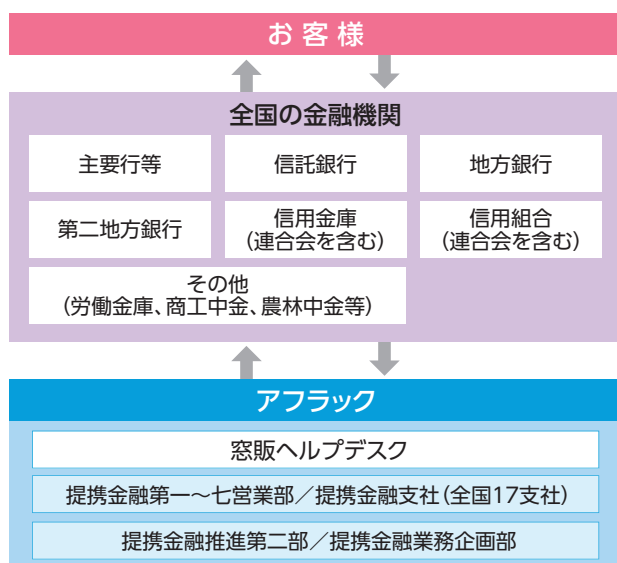 お客様
全国の金融機関
主要行等
信託銀行
地方銀行
第二地方銀行
信用金庫
(連合会を含む)
信用組合
(連合会を含む)
その他
(労働金庫、商工中金、農林中金等)
アフラック
窓販ヘルプデスク
提携金融第一〜七営業部／提携金融支社(全国17支社)
提携金融推進第二部／提携金融業務企画部